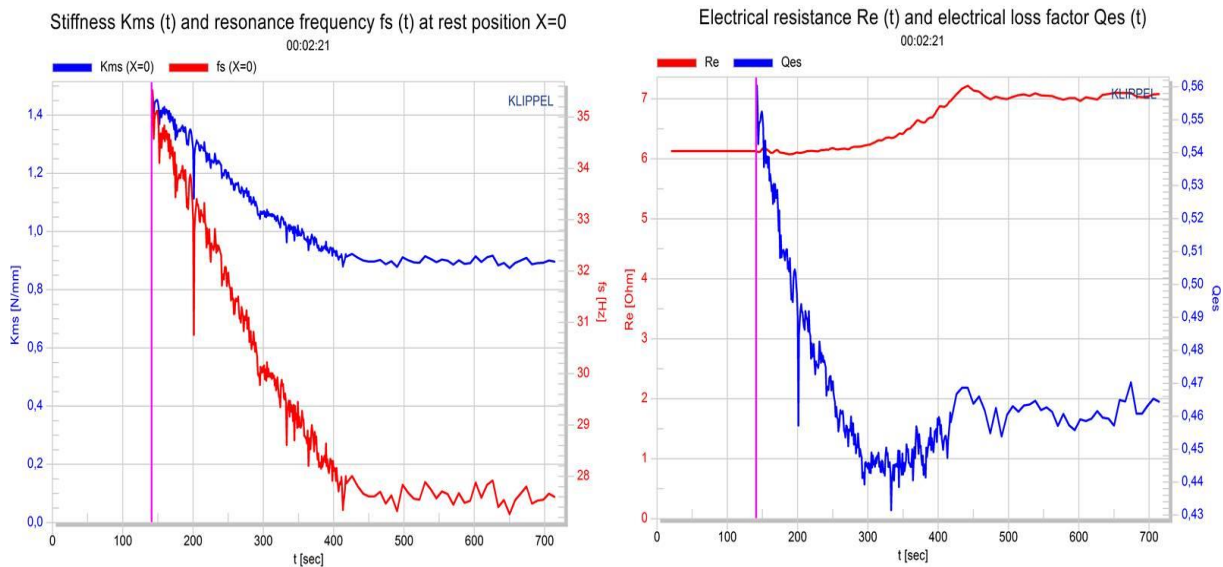 Stiffness Kms (t) and resonance frequency fs (t) at rest position X=0
00:02:21
Kms (X=0) fs (X=0)
KLIPPEL
1,4
1,2
1,0
0,8
0,6
0,4
0,2
0,0
Kms [N/mm]
35
34
33
32
31
30
29
28
fs [Hz]
0 100 200 300 400 500 600 700
t [sec]
Electrical resistance Re (t) and electrical loss factor Qes (t)
00:02:21
Re Qes
KLIPPEL
7
6
5
4
3
2
1
0
Re [Ohm]
0,56
0,55
0,54
0,53
0,52
0,51
0,50
0,49
0,48
0,47
0,46
0,45
0,44
0,43
Qes
0 100 200 300 400 500 600 700
t [sec]